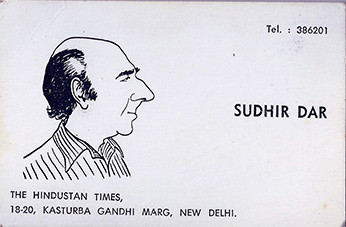 Tel. : 386201
SUDHIR DAR
THE HINDUSTAN TIMES,
18-20, KASTURBA GANDHI MARG, NEW DELHI.